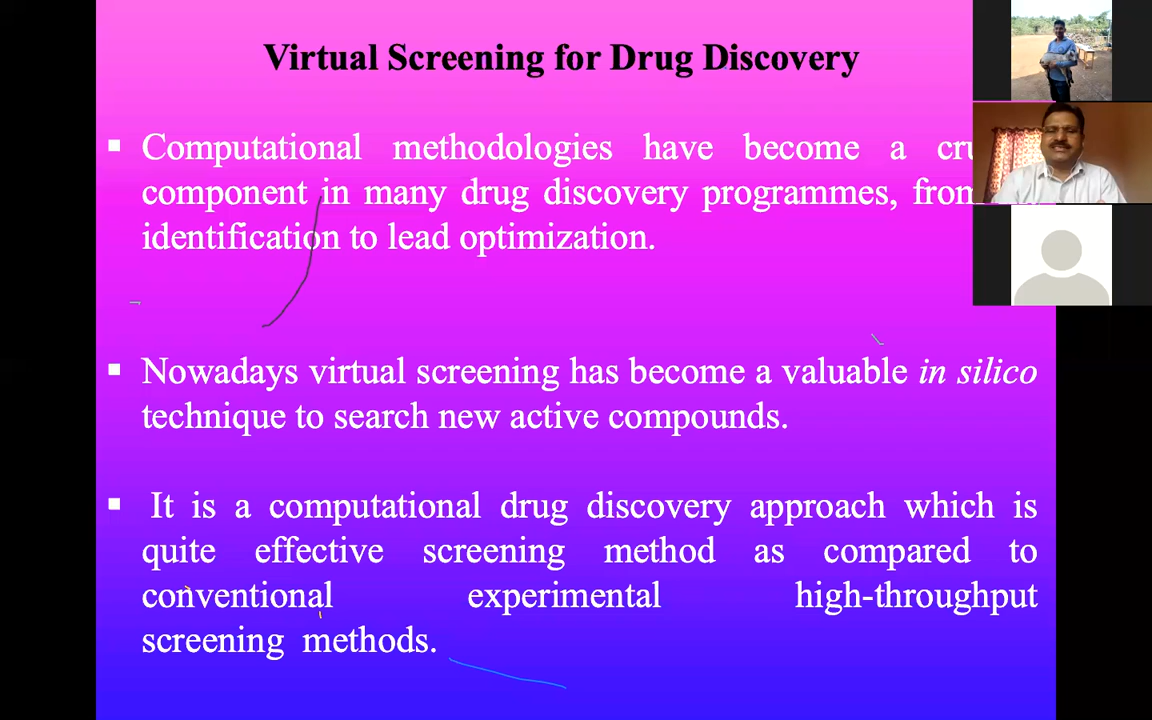 Virtual Screening for Drug Discovery
▪ Computational methodologies have become a
component in many drug discovery programmes,
identification to lead optimization.
▪ Nowadays virtual screening has become a valuable in silico
technique to search new active compounds.
▪ It is a computational drug discovery approach which is
quite effective screening method as compared to
conventional experimental high-throughput
screening methods.